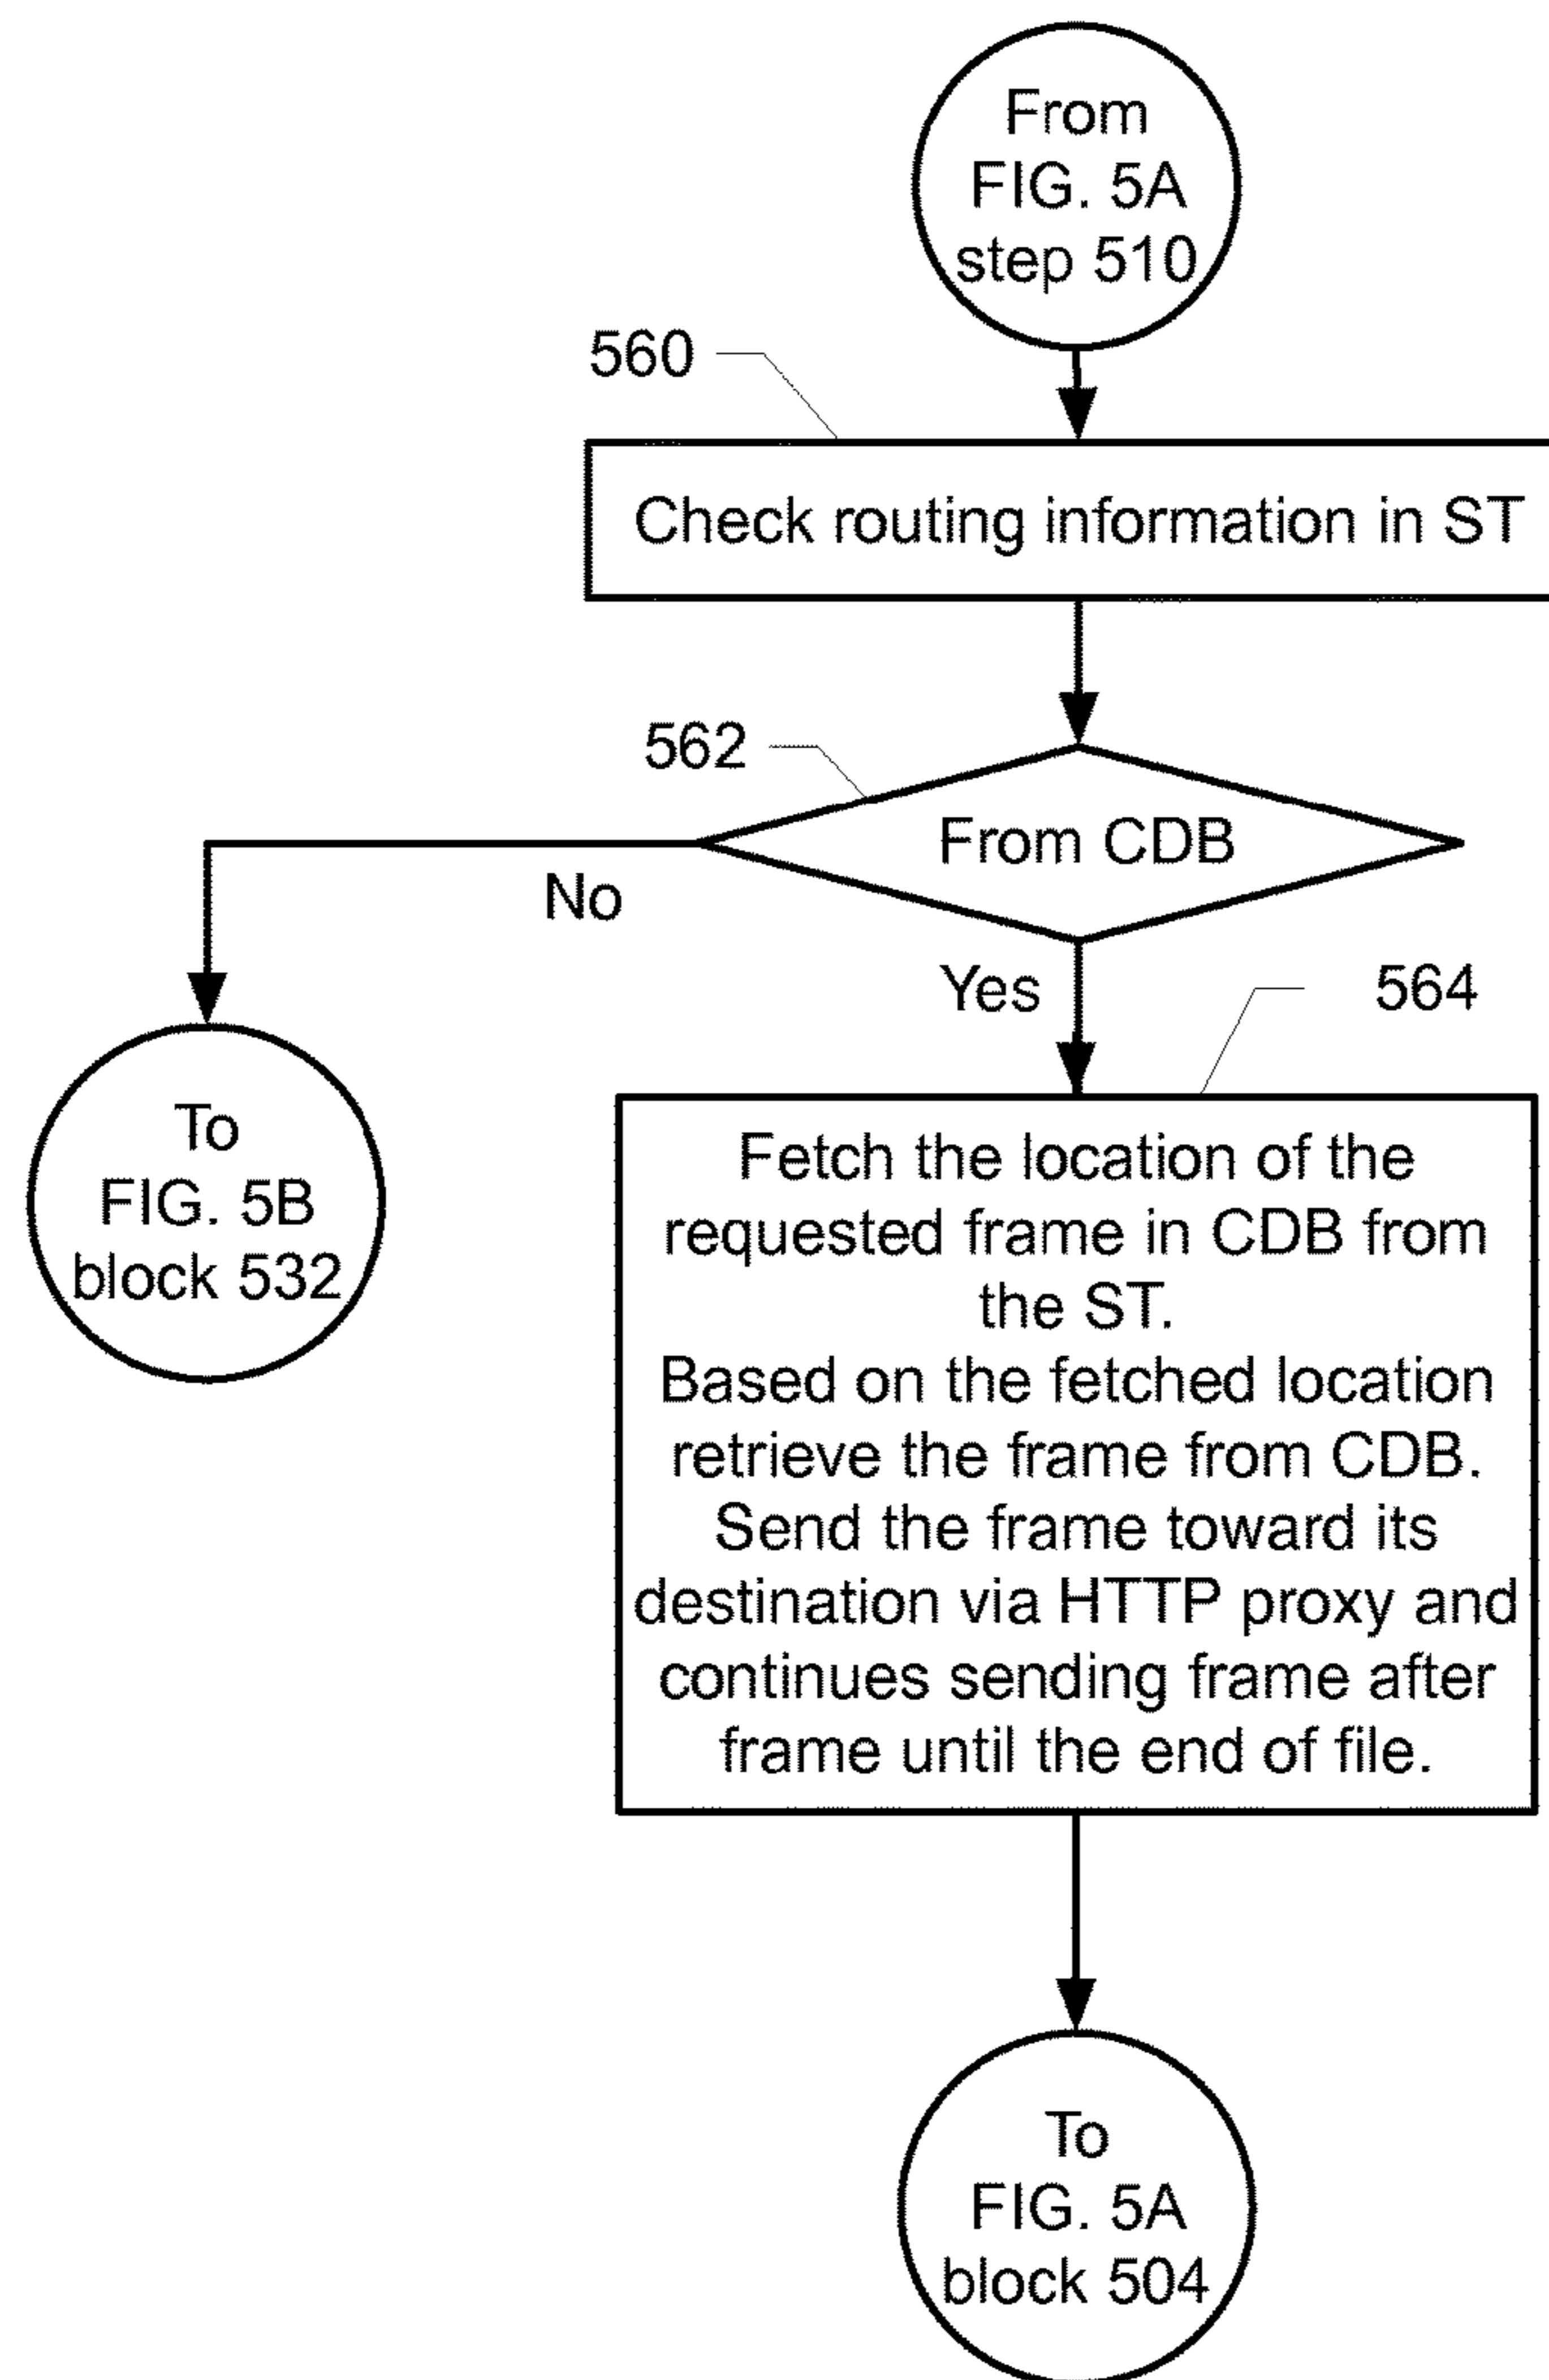 From
FIG. 5A
step 510
560
Check routing information in ST
562
From CDB
No
Yes
564
To
FIG. 5B
block 532
Fetch the location of the
requested frame in CDB from
the ST.
Based on the fetched location
retrieve the frame from CDB.
Send the frame toward its
destination via HTTP proxy and
continues sending frame after
frame until the end of file.
To
FIG. 5A
block 504